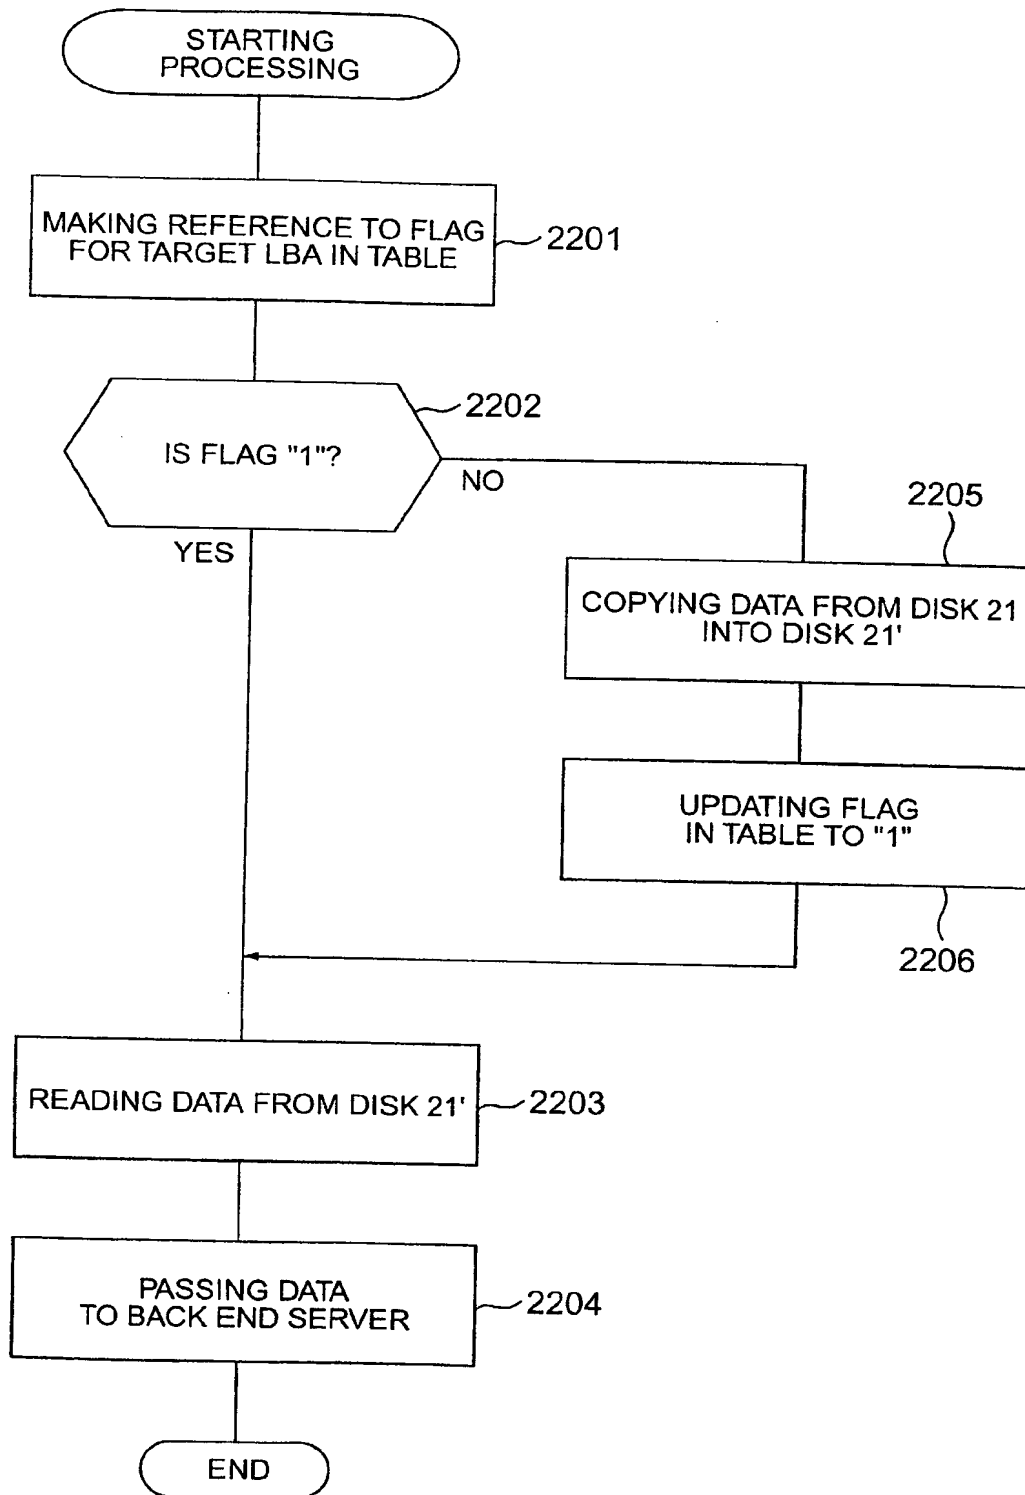 STARTING
PROCESSING
MAKING REFERENCE TO FLAG
FOR TARGET LBA IN TABLE
2201
2202
IS FLAG "1"?
NO
YES
2205
COPYING DATA FROM DISK 21
INTO DISK 21'
UPDATING FLAG
IN TABLE TO "1"
2206
READING DATA FROM DISK 21'
2203
PASSING DATA
TO BACK END SERVER
2204
END